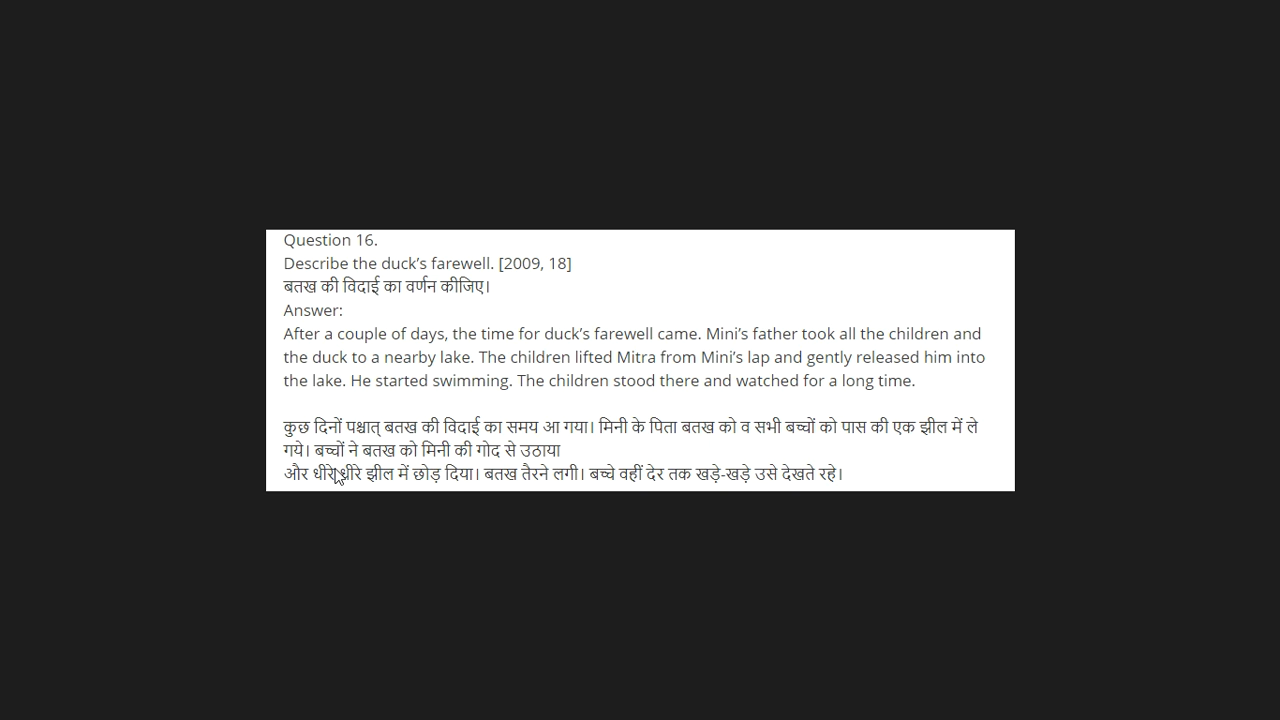 Question 16.
Describe the duck’s farewell. [2009, 18]
बतख की विदाई का वर्णन कीजिए।
Answer:
After a couple of days, the time for duck’s farewell came. Mini’s father took all the children and
the duck to a nearby lake. The children lifted Mitra from Mini’s lap and gently released him into
the lake. He started swimming. The children stood there and watched for a long time.
कुछ दिनों पश्चात् बतख की विदाई का समय आ गया। मिनी के पिता बतख को व सभी बच्चों को पास की एक झील में ले
गये। बच्चों ने बतख को मिनी की गोद से उठाया
और धीरे-धीरे झील में छोड़ दिया। बतख तैरने लगी। बच्चे वहीं देर तक खड़े-खड़े उसे देखते रहे।